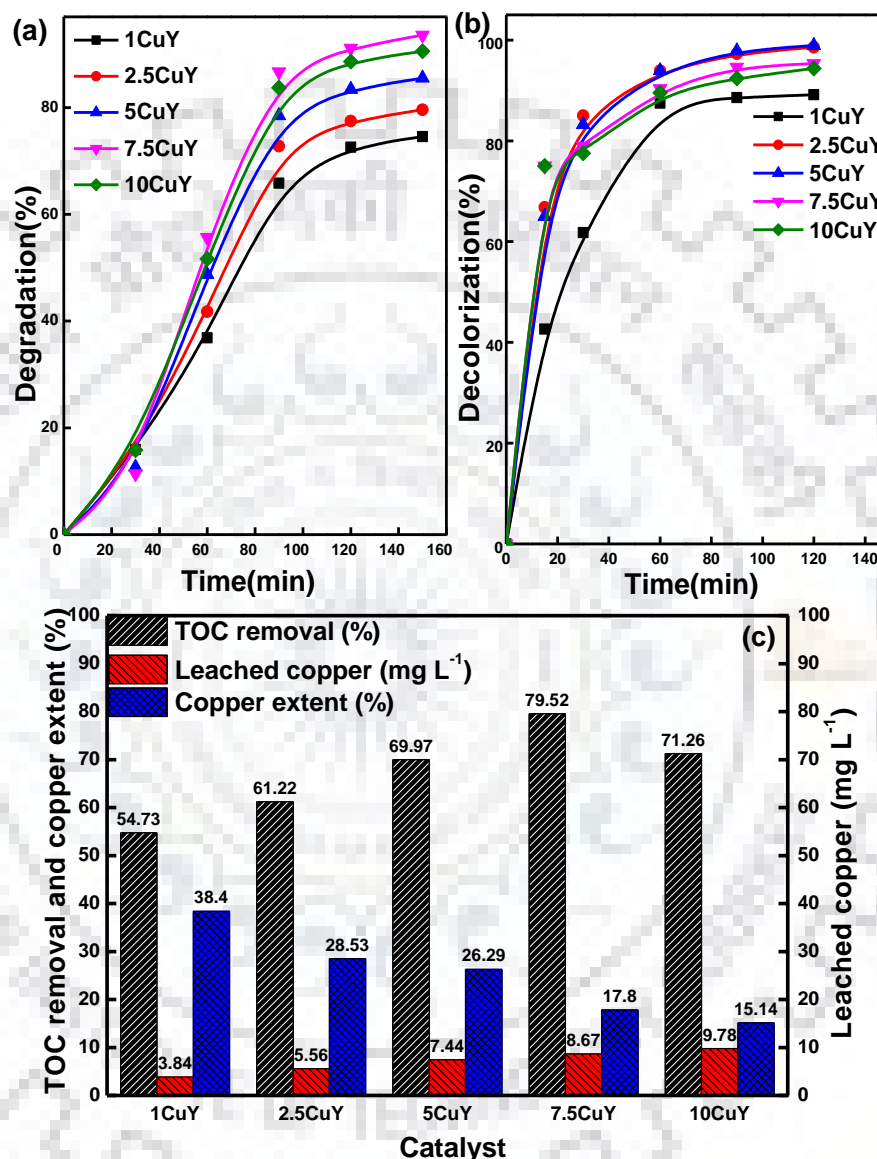 (a)
1CuY
2.5CuY
5CuY
7.5CuY
10CuY
Degradation(%)
80
60
40
20
0
0 20 40 60 80 100 120 140 160
Time(min)
(b)
100
80
60
40
20
0
Decolorization(%)
1CuY
2.5CuY
5CuY
7.5CuY
10CuY
0 20 40 60 80 100 120 140
Time(min)
(c)
TOC removal (%)
Leached copper (mg L⁻¹)
Copper extent (%)
TOC removal and copper extent (%)
100
90
80
70
60
50
40
30
20
10
0
54.73 3.84 38.4
61.22 5.56 28.53
69.97 7.44 26.29
79.52 8.67 17.8
71.26 9.78 15.14
1CuY 2.5CuY 5CuY 7.5CuY 10CuY
Catalyst
100
90
80
70
60
50
40
30
20
10
0
Leached copper (mg L⁻¹)